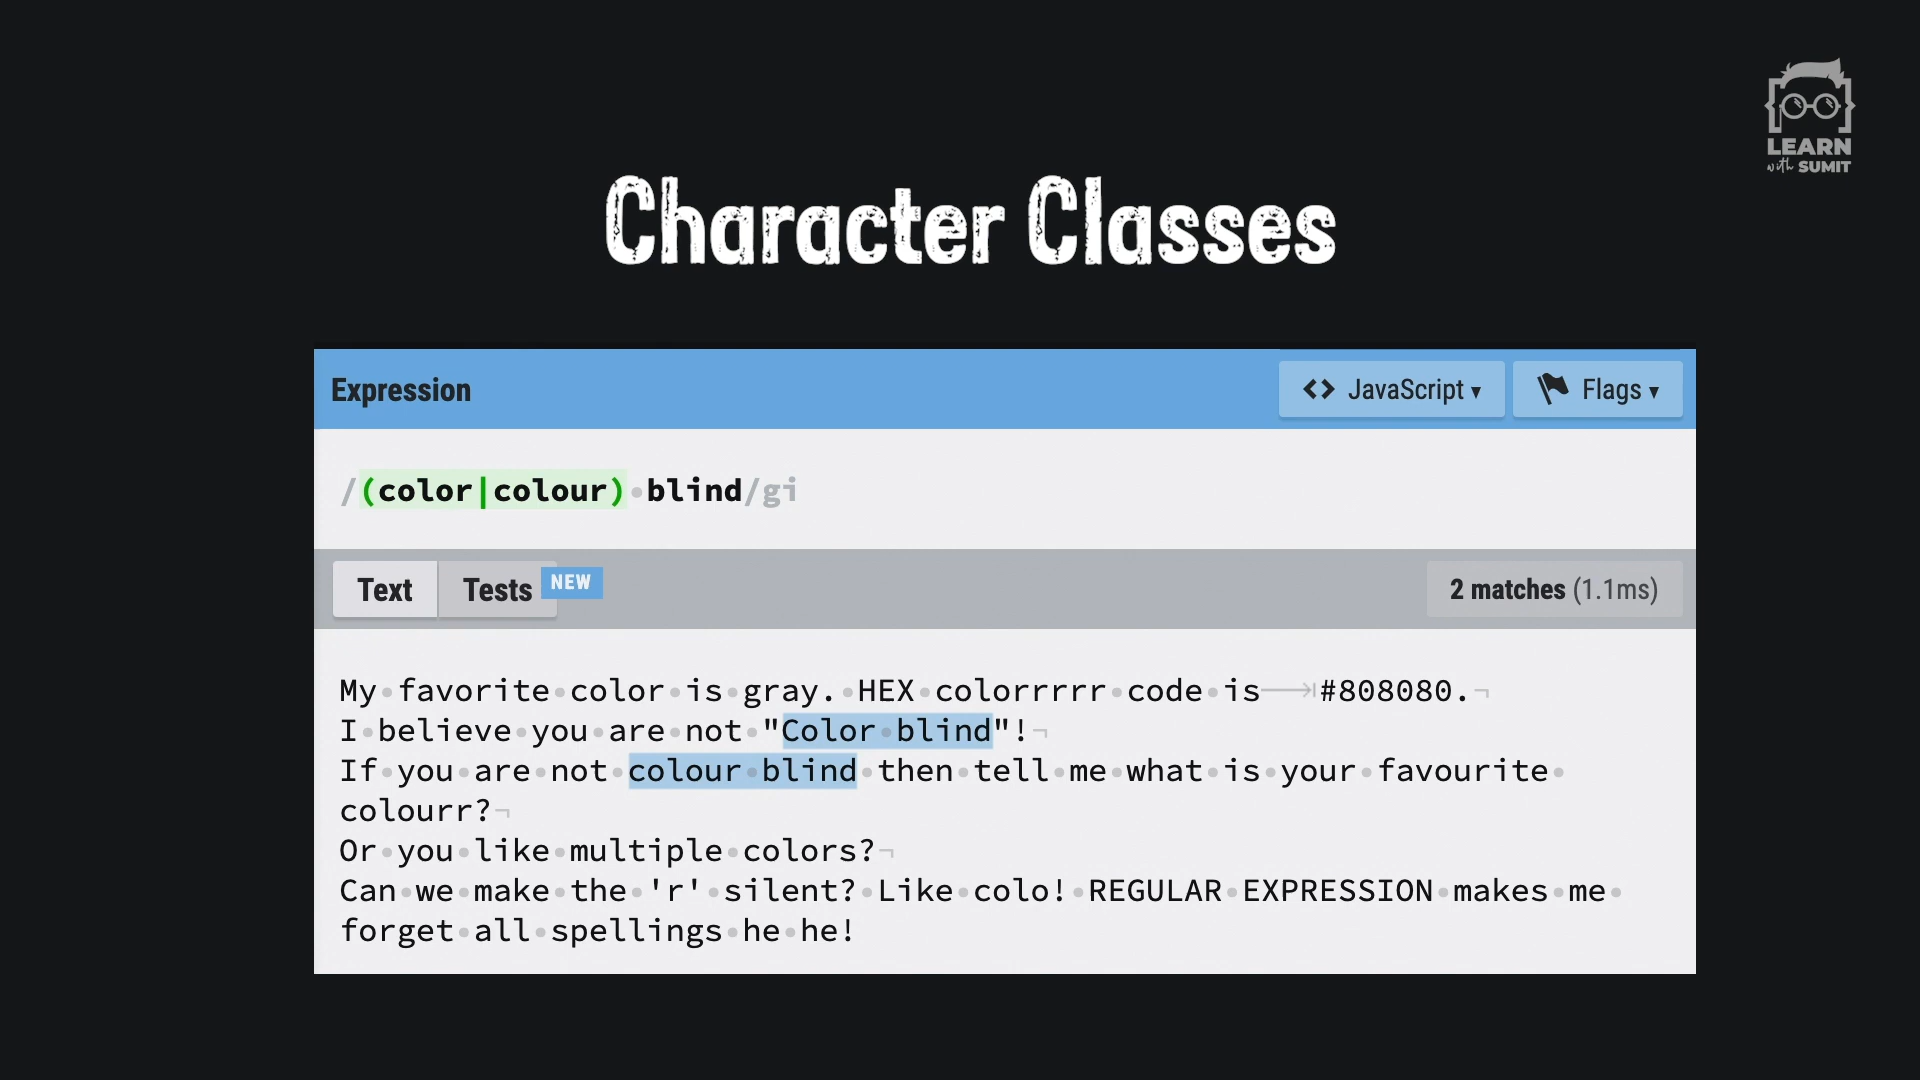 LEARN
with SUMIT
Character Classes
Expression
<> JavaScript ▾
Flags ▾
/(color|colour) blind/gi
Text
Tests
NEW
2 matches (1.1ms)
My favorite color is gray. HEX colorrrrr code is	#808080.
I believe you are not "Color blind"!
If you are not colour blind then tell me what is your favourite
colourr?
Or you like multiple colors?
Can we make the 'r' silent? Like colo! REGULAR EXPRESSION makes me
forget all spellings he he!